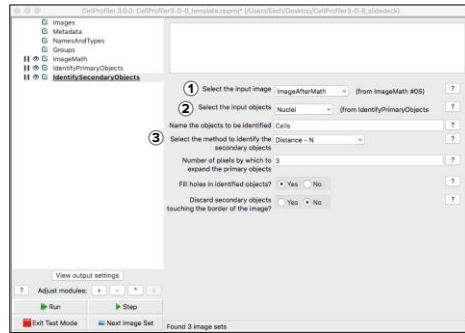 CellProfiler 3.0.0: CellProfiler3-0-0_template.cpproj* (/Users/Esch/Desktop/CellProfiler3-0-0_slidedeck)
Images
Metadata
NamesAndTypes
Groups
ImageMath
IdentifyPrimaryObjects
IdentifySecondaryObjects
1 Select the input image ImageAfterMath (from ImageMath #05) ?
2 Select the input objects Nuclei (from IdentifyPrimaryObjects ?
Name the objects to be identified Cells ?
3 Select the method to identify the secondary objects Distance - N ?
Number of pixels by which to expand the primary objects 3 ?
Fill holes in identified objects? Yes No ?
Discard secondary objects touching the border of the image? Yes No ?
View output settings
? Adjust modules: + - ^
Run Step
Exit Test Mode Next Image Set
Found 3 image sets